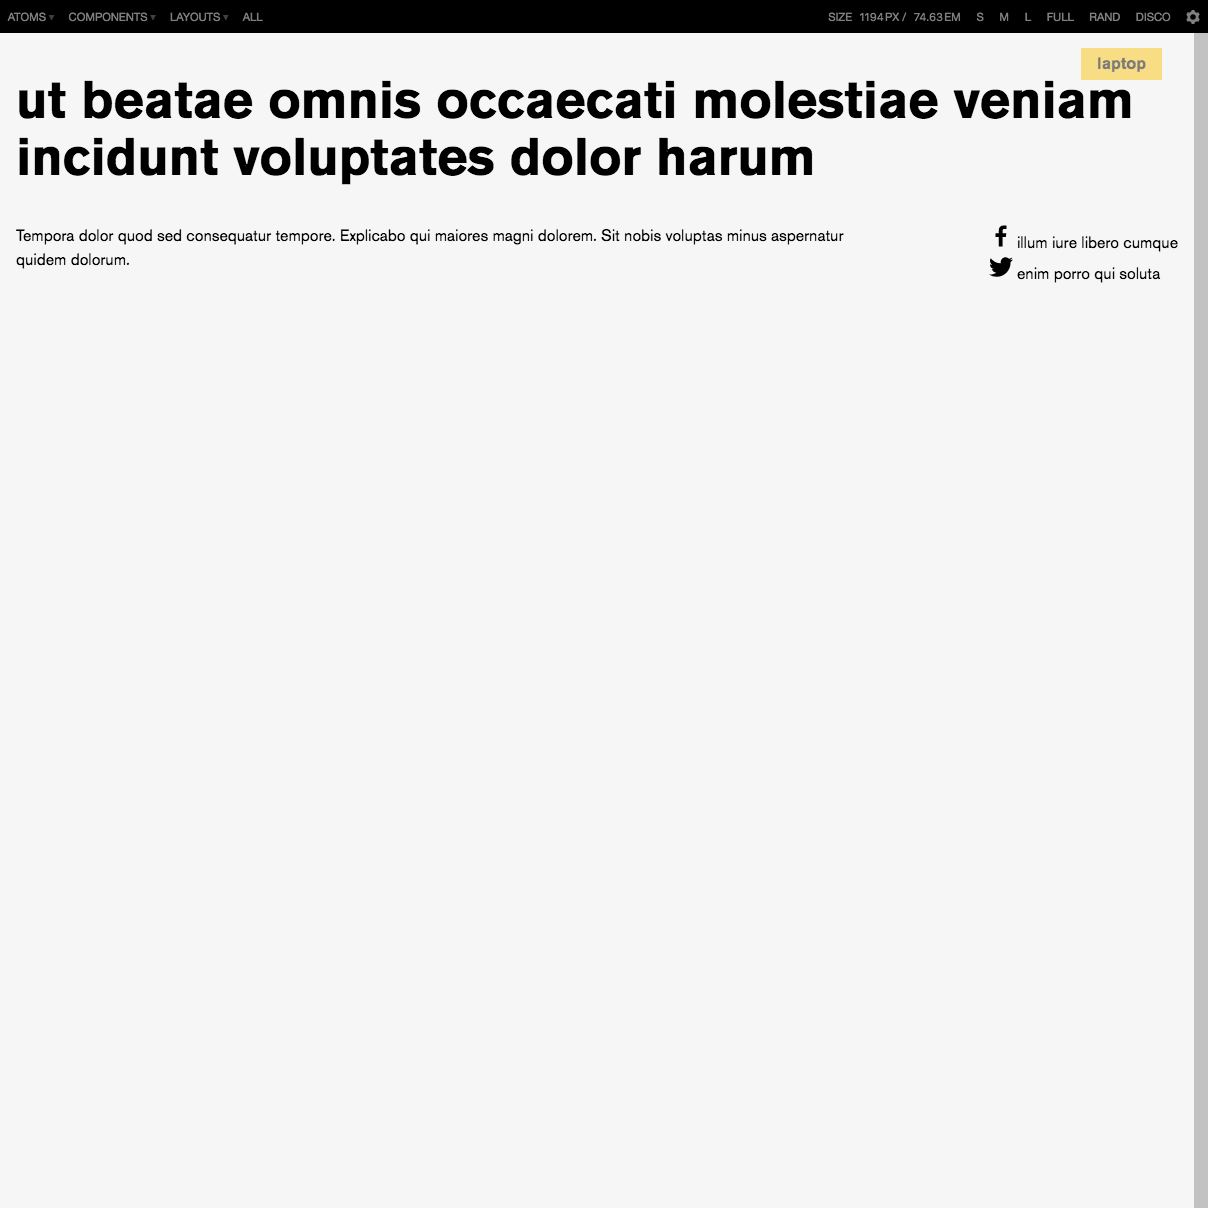 ATOMS ▾ COMPONENTS ▾ LAYOUTS ▾ ALL SIZE 1194 PX / 74.63 EM S M L FULL RAND DISCO
laptop
ut beatae omnis occaecati molestiae veniam
incidunt voluptates dolor harum
Tempora dolor quod sed consequatur tempore. Explicabo qui maiores magni dolorem. Sit nobis voluptas minus aspernatur
quidem dolorum.
illum iure libero cumque
enim porro qui soluta